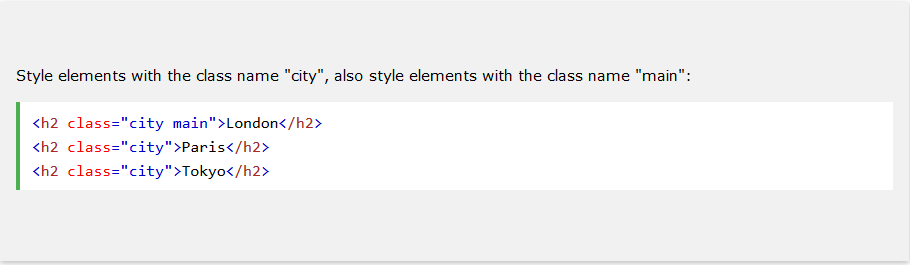 Style elements with the class name "city", also style elements with the class name "main":
<h2 class="city main">London</h2>
<h2 class="city">Paris</h2>
<h2 class="city">Tokyo</h2>